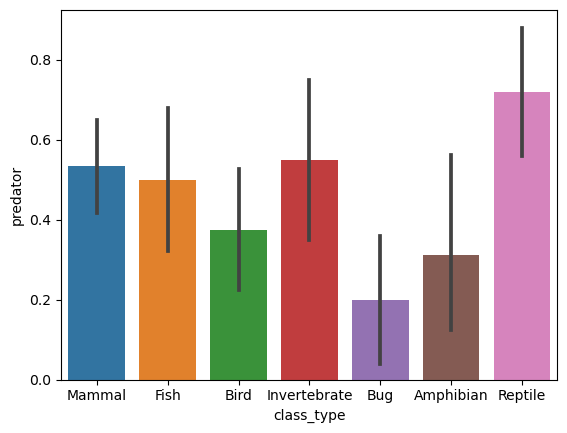 predator
0.8
0.6
0.4
0.2
0.0
Mammal Fish Bird Invertebrate Bug Amphibian Reptile
class_type